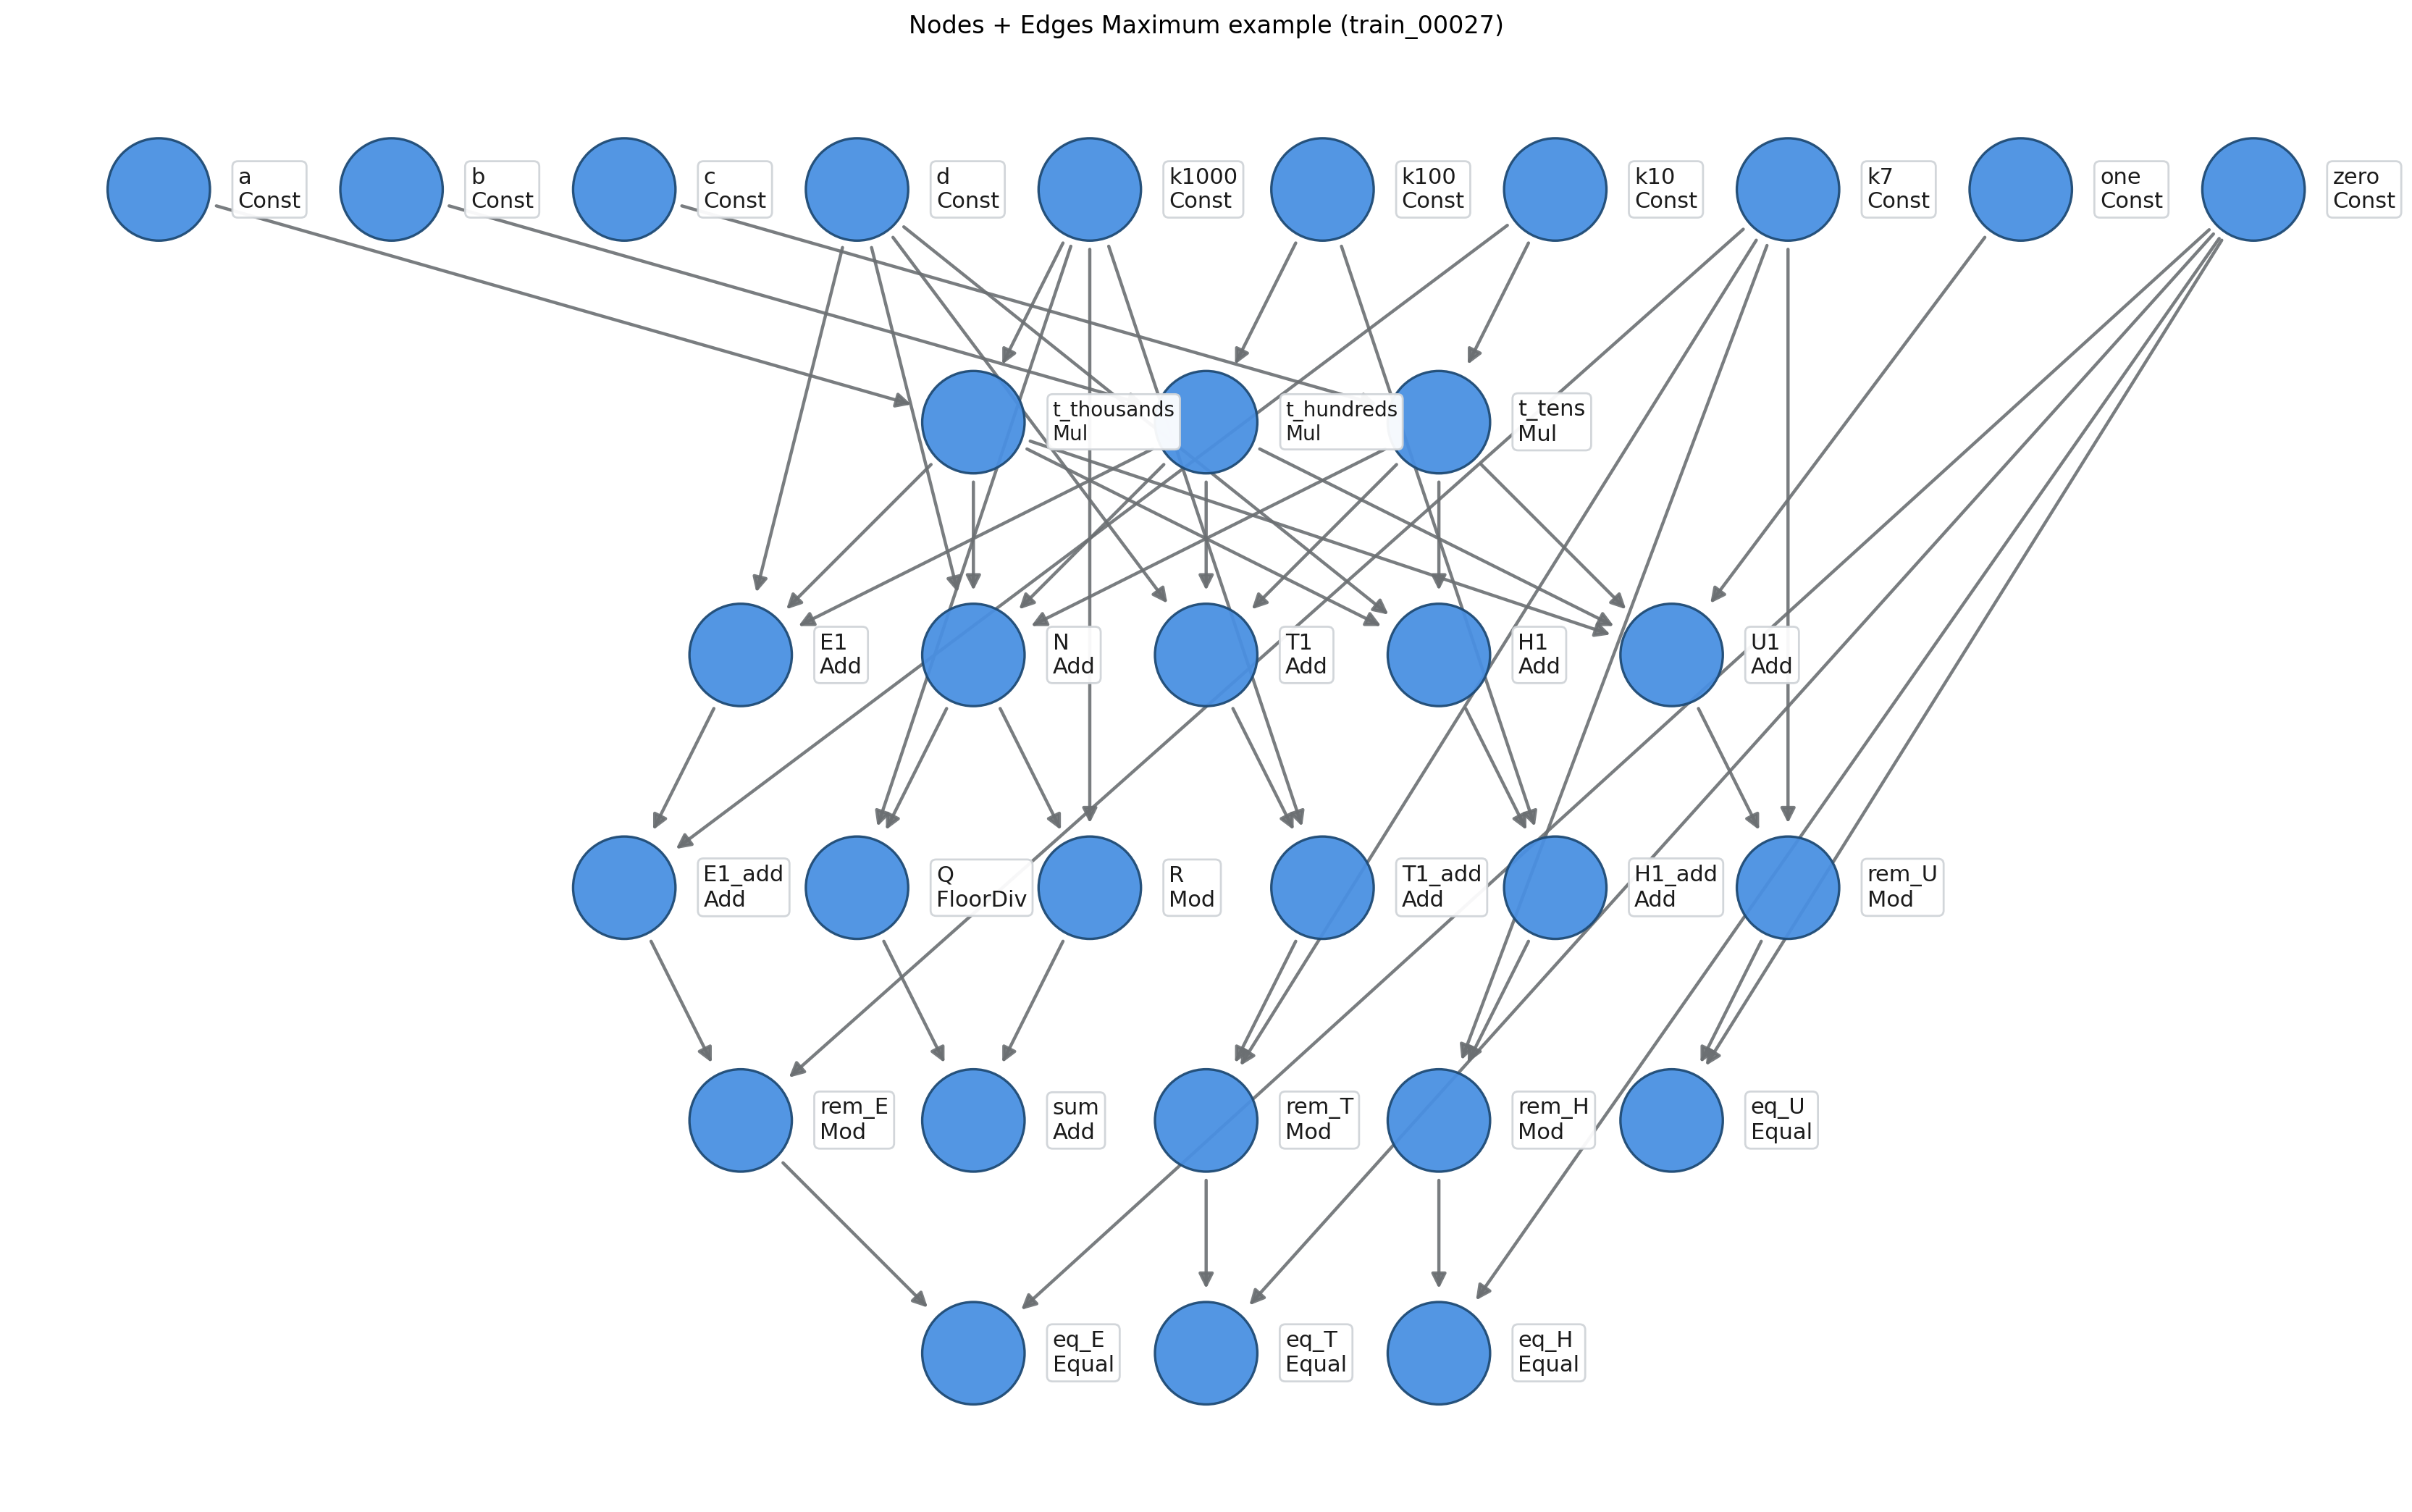 Nodes + Edges Maximum example (train_00027)
a
Const
b
Const
c
Const
d
Const
k1000
Const
k100
Const
k10
Const
k7
Const
one
Const
zero
Const
t_thousands
Mul
t_hundreds
Mul
t_tens
Mul
E1
Add
N
Add
T1
Add
H1
Add
U1
Add
E1_add
Add
Q
FloorDiv
R
Mod
T1_add
Add
H1_add
Add
rem_U
Mod
rem_E
Mod
sum
Add
rem_T
Mod
rem_H
Mod
eq_U
Equal
eq_E
Equal
eq_T
Equal
eq_H
Equal